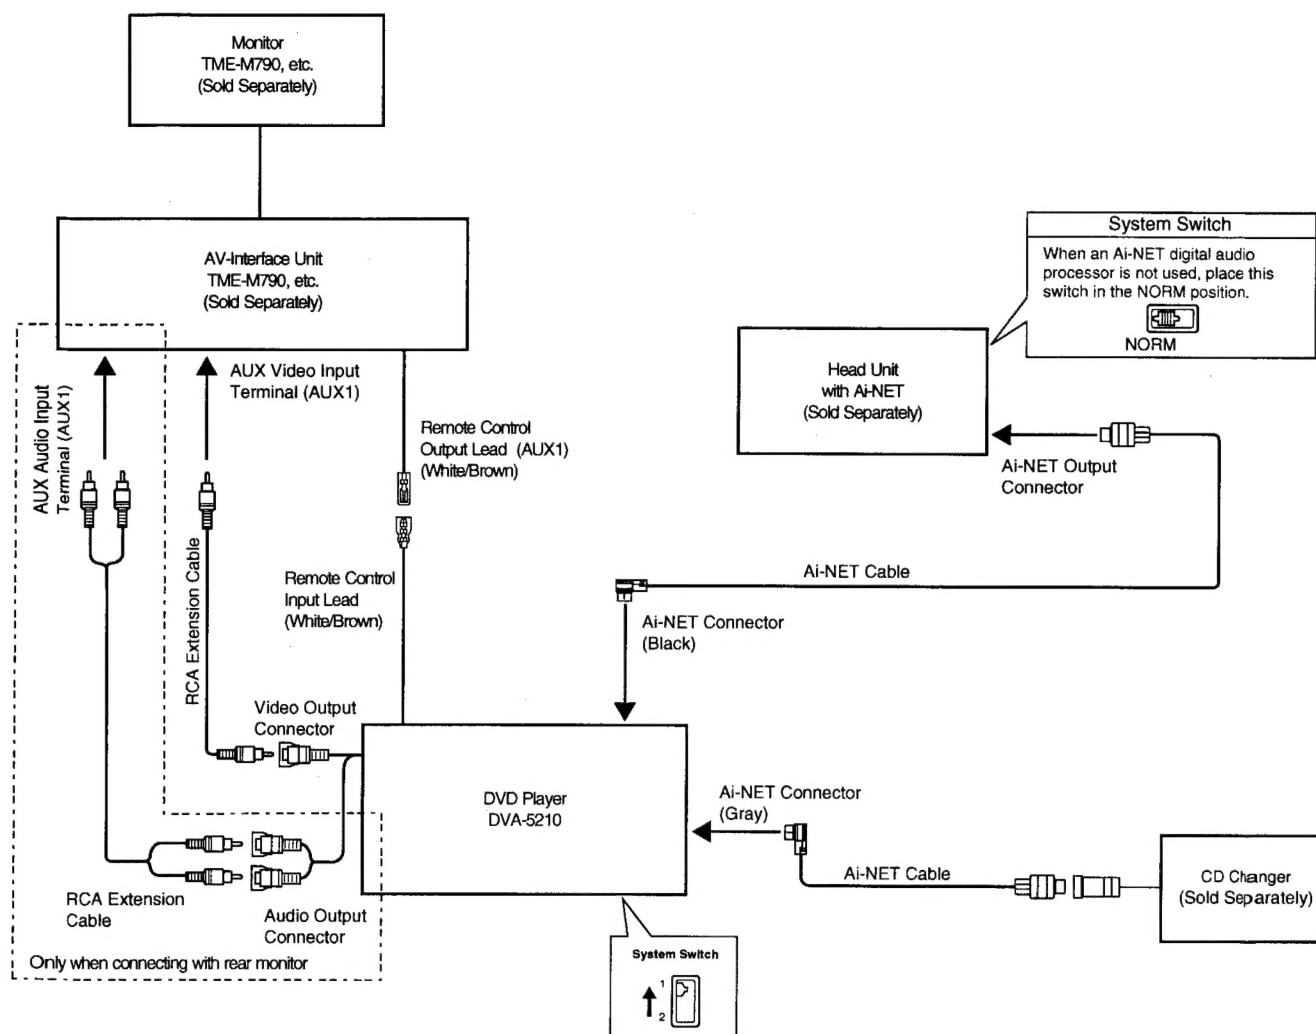 Monitor
TME-M790, etc.
(Sold Separately)
AV-Interface Unit
TME-M790, etc.
(Sold Separately)
System Switch
When an Ai-NET digital audio
processor is not used, place this
switch in the NORM position.
NORM
Head Unit
with Ai-NET
(Sold Separately)
AUX Audio Input
Terminal (AUX1)
AUX Video Input
Terminal (AUX1)
Remote Control
Output Lead (AUX1)
(White/Brown)
Ai-NET Output
Connector
RCA Extension Cable
Remote Control
Input Lead
(White/Brown)
Ai-NET Cable
Ai-NET Connector
(Black)
Video Output
Connector
DVD Player
DVA-5210
Ai-NET Connector
(Gray)
Ai-NET Cable
CD Changer
(Sold Separately)
RCA Extension
Cable
Audio Output
Connector
Only when connecting with rear monitor
System Switch
1
2